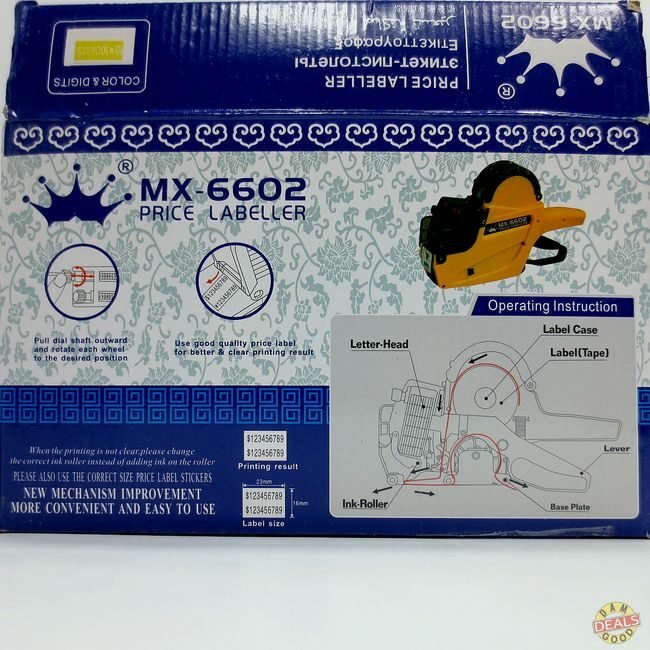 MX-6602
®
PRICE LABELLER
ЭТИКЕТ-ПИСТОЛЕТЫ
COLOR & DIGITS
®
MX-6602
PRICE LABELLER
MX-6602
$123456789
$123456789
Pull dial shaft outward
and rotate each wheel
to the desired position
Use good quality price label
for better & clear printing result
Operating Instruction
Label Case
Letter-Head
Label(Tape)
Lever
Ink-Roller
Base Plate
When the printing is not clear,please change
the correct ink roller instead of adding ink on the roller
PLEASE ALSO USE THE CORRECT SIZE PRICE LABEL STICKERS
NEW MECHANISM IMPROVEMENT
MORE CONVENIENT AND EASY TO USE
$123456789
$123456789
Printing result
23mm
$123456789
$123456789
16mm
Label size
DAM
DEALS
GOOD